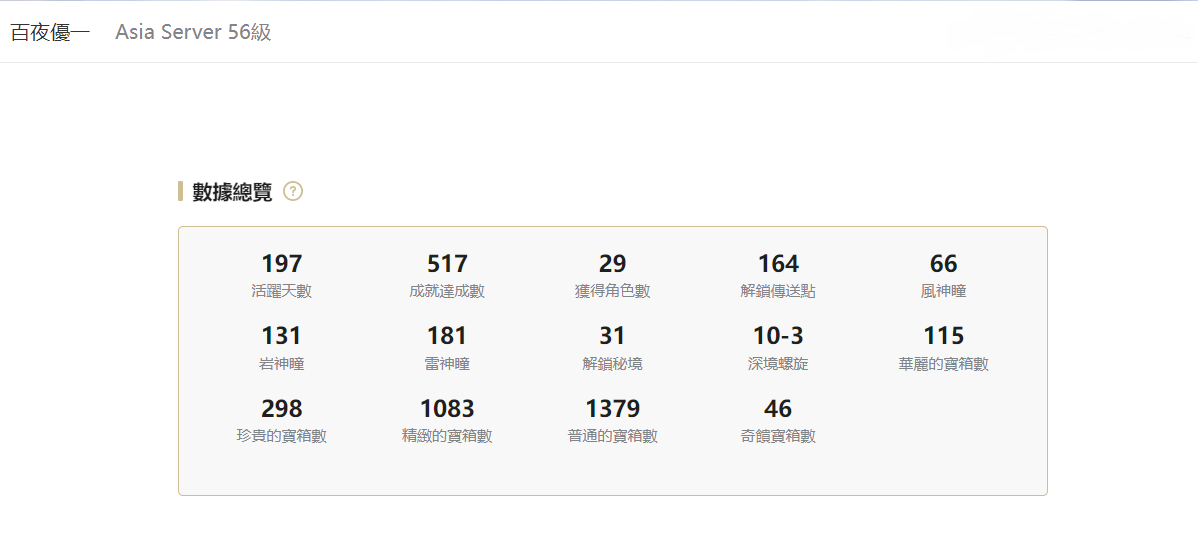 百夜優一 Asia Server 56級
數據總覽 ?
197 517 29 164 66
活躍天數 成就達成數 獲得角色數 解鎖傳送點 風神瞳
131 181 31 10-3 115
岩神瞳 雷神瞳 解鎖秘境 深境螺旋 華麗的寶箱數
298 1083 1379 46
珍貴的寶箱數 精緻的寶箱數 普通的寶箱數 奇饋寶箱數